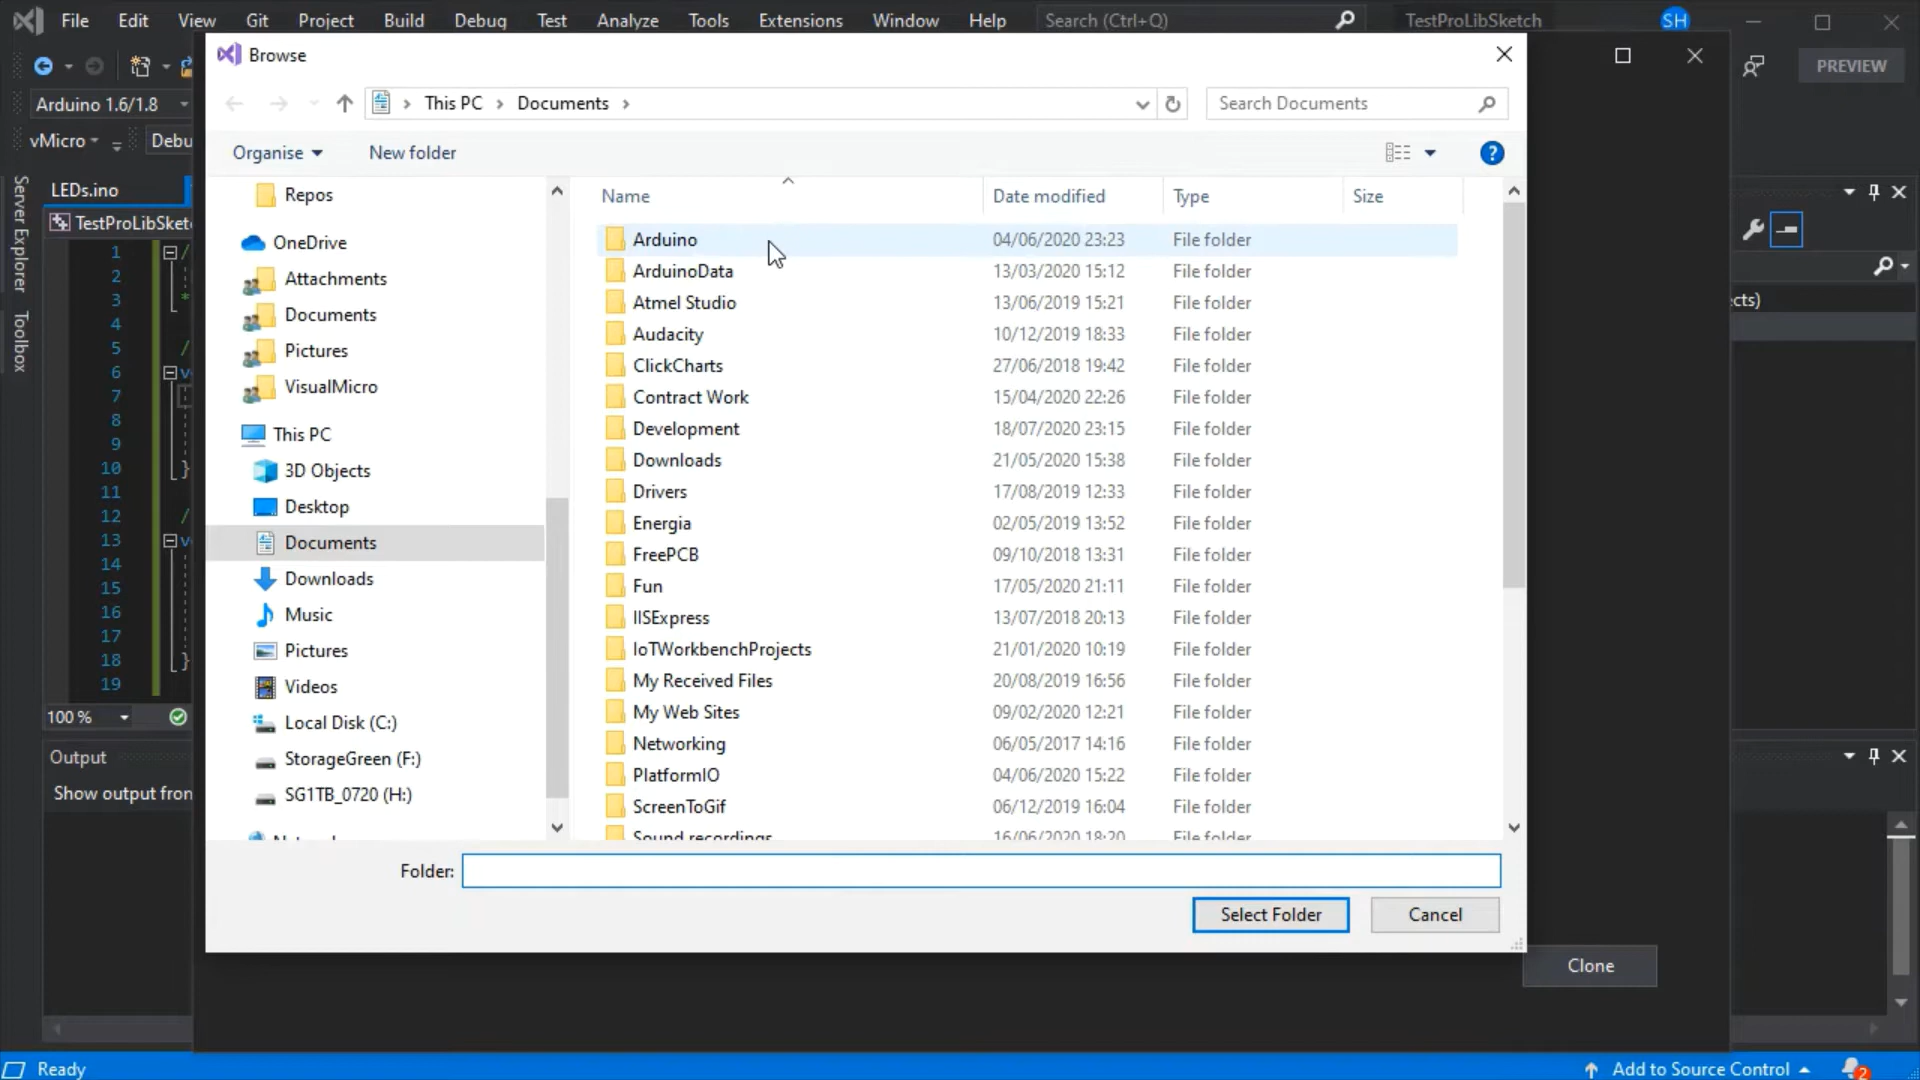 File Edit View Git Project Build Debug Test Analyze Tools Extensions Window Help Search (Ctrl+Q) TestProLibSketch SH
Browse
PREVIEW
Arduino 1.6/1.8
This PC Documents
Search Documents
vMicro
Debu
Organise New folder
?
Server Explorer
Toolbox
LEDs.ino
TestProLibSket
1
2
3
4
5
6
7
8
9
10
11
12
13
14
15
16
17
18
19
100 %
Output
Show output fron
Repos
OneDrive
Attachments
Documents
Pictures
VisualMicro
This PC
3D Objects
Desktop
Documents
Downloads
Music
Pictures
Videos
Local Disk (C:)
StorageGreen (F:)
SG1TB_0720 (H:)
Name Date modified Type Size
Arduino 04/06/2020 23:23 File folder
ArduinoData 13/03/2020 15:12 File folder
Atmel Studio 13/06/2019 15:21 File folder
Audacity 10/12/2019 18:33 File folder
ClickCharts 27/06/2018 19:42 File folder
Contract Work 15/04/2020 22:26 File folder
Development 18/07/2020 23:15 File folder
Downloads 21/05/2020 15:38 File folder
Drivers 17/08/2019 12:33 File folder
Energia 02/05/2019 13:52 File folder
FreePCB 09/10/2018 13:31 File folder
Fun 17/05/2020 21:11 File folder
IISExpress 13/07/2018 20:13 File folder
IoTWorkbenchProjects 21/01/2020 10:19 File folder
My Received Files 20/08/2019 16:56 File folder
My Web Sites 09/02/2020 12:21 File folder
Networking 06/05/2017 14:16 File folder
PlatformIO 04/06/2020 15:22 File folder
ScreenToGif 06/12/2019 16:04 File folder
Sound recordings 16/06/2020 18:20 File folder
cts)
Folder:
Select Folder Cancel
Clone
Ready
Add to Source Control 2